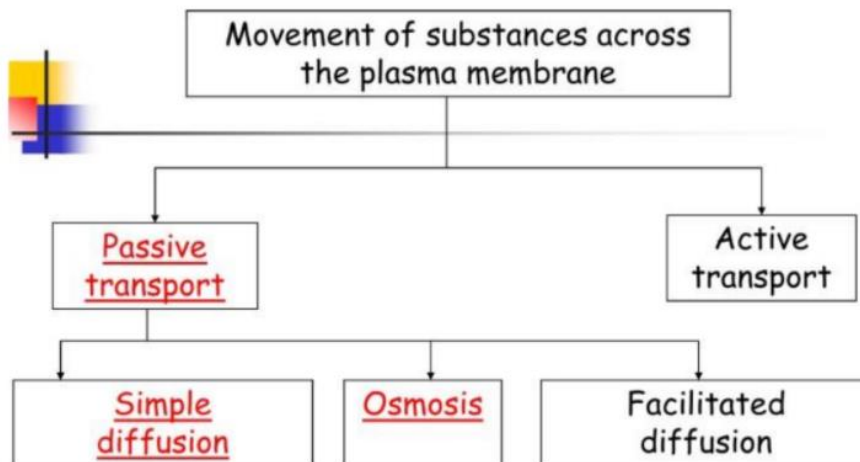 Movement of substances across
the plasma membrane
Passive
transport
Active
transport
Simple
diffusion
Osmosis
Facilitated
diffusion